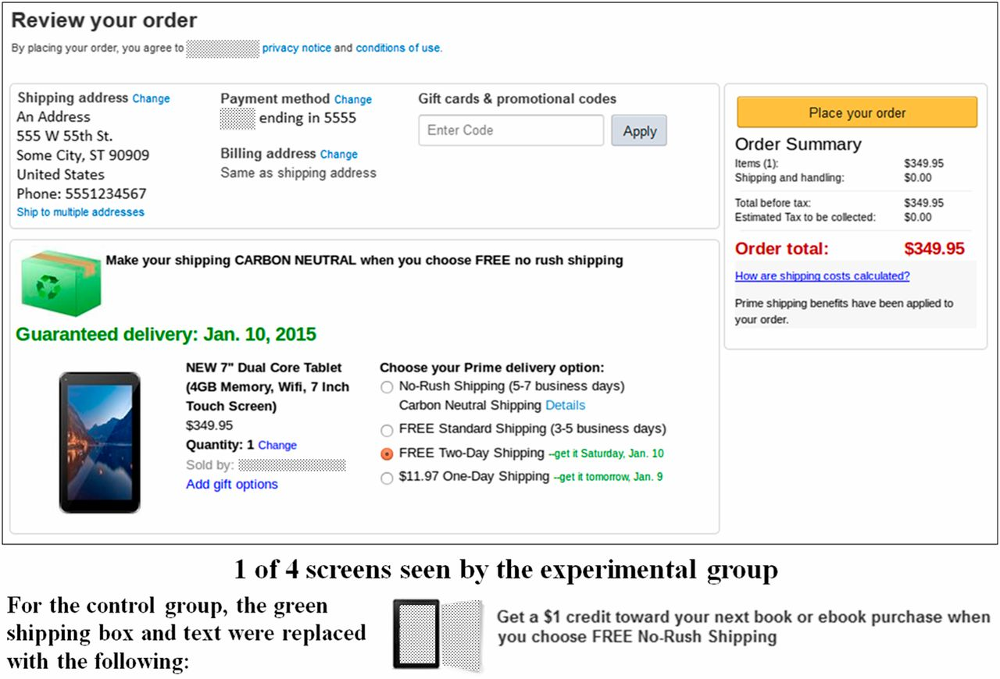 Review your order
By placing your order, you agree to privacy notice and conditions of use.
Shipping address Change
An Address
555 W 55th St.
Some City, ST 90909
United States
Phone: 5551234567
Ship to multiple addresses
Payment method Change
ending in 5555
Billing address Change
Same as shipping address
Gift cards & promotional codes
Enter Code
Apply
Place your order
Order Summary
Items (1): $349.95
Shipping and handling: $0.00
Total before tax: $349.95
Estimated Tax to be collected: $0.00
Order total: $349.95
How are shipping costs calculated?
Prime shipping benefits have been applied to
your order.
Make your shipping CARBON NEUTRAL when you choose FREE no rush shipping
Guaranteed delivery: Jan. 10, 2015
NEW 7" Dual Core Tablet
(4GB Memory, Wifi, 7 Inch
Touch Screen)
$349.95
Quantity: 1 Change
Sold by:
Add gift options
Choose your Prime delivery option:
No-Rush Shipping (5-7 business days)
Carbon Neutral Shipping Details
FREE Standard Shipping (3-5 business days)
FREE Two-Day Shipping --get it Saturday, Jan. 10
$11.97 One-Day Shipping --get it tomorrow, Jan. 9
1 of 4 screens seen by the experimental group
For the control group, the green
shipping box and text were replaced
with the following:
Get a $1 credit toward your next book or ebook purchase when
you choose FREE No-Rush Shipping